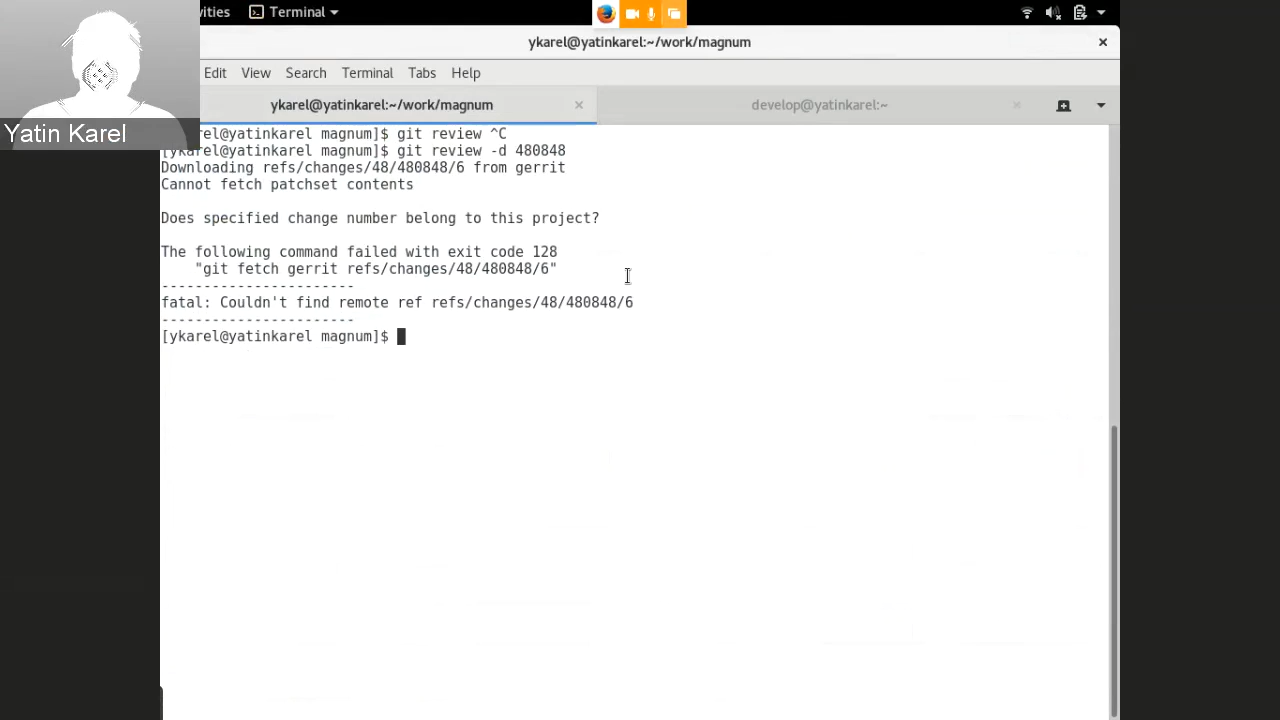 vities Terminal
ykarel@yatinkarel:~/work/magnum
Edit View Search Terminal Tabs Help
ykarel@yatinkarel:~/work/magnum
develop@yatinkarel:~
Yatin Karel
rel@yatinkarel magnum]$ git review ^C
[ykarel@yatinkarel magnum]$ git review -d 480848
Downloading refs/changes/48/480848/6 from gerrit
Cannot fetch patchset contents
Does specified change number belong to this project?
The following command failed with exit code 128
"git fetch gerrit refs/changes/48/480848/6"
-----------------------
fatal: Couldn't find remote ref refs/changes/48/480848/6
-----------------------
[ykarel@yatinkarel magnum]$